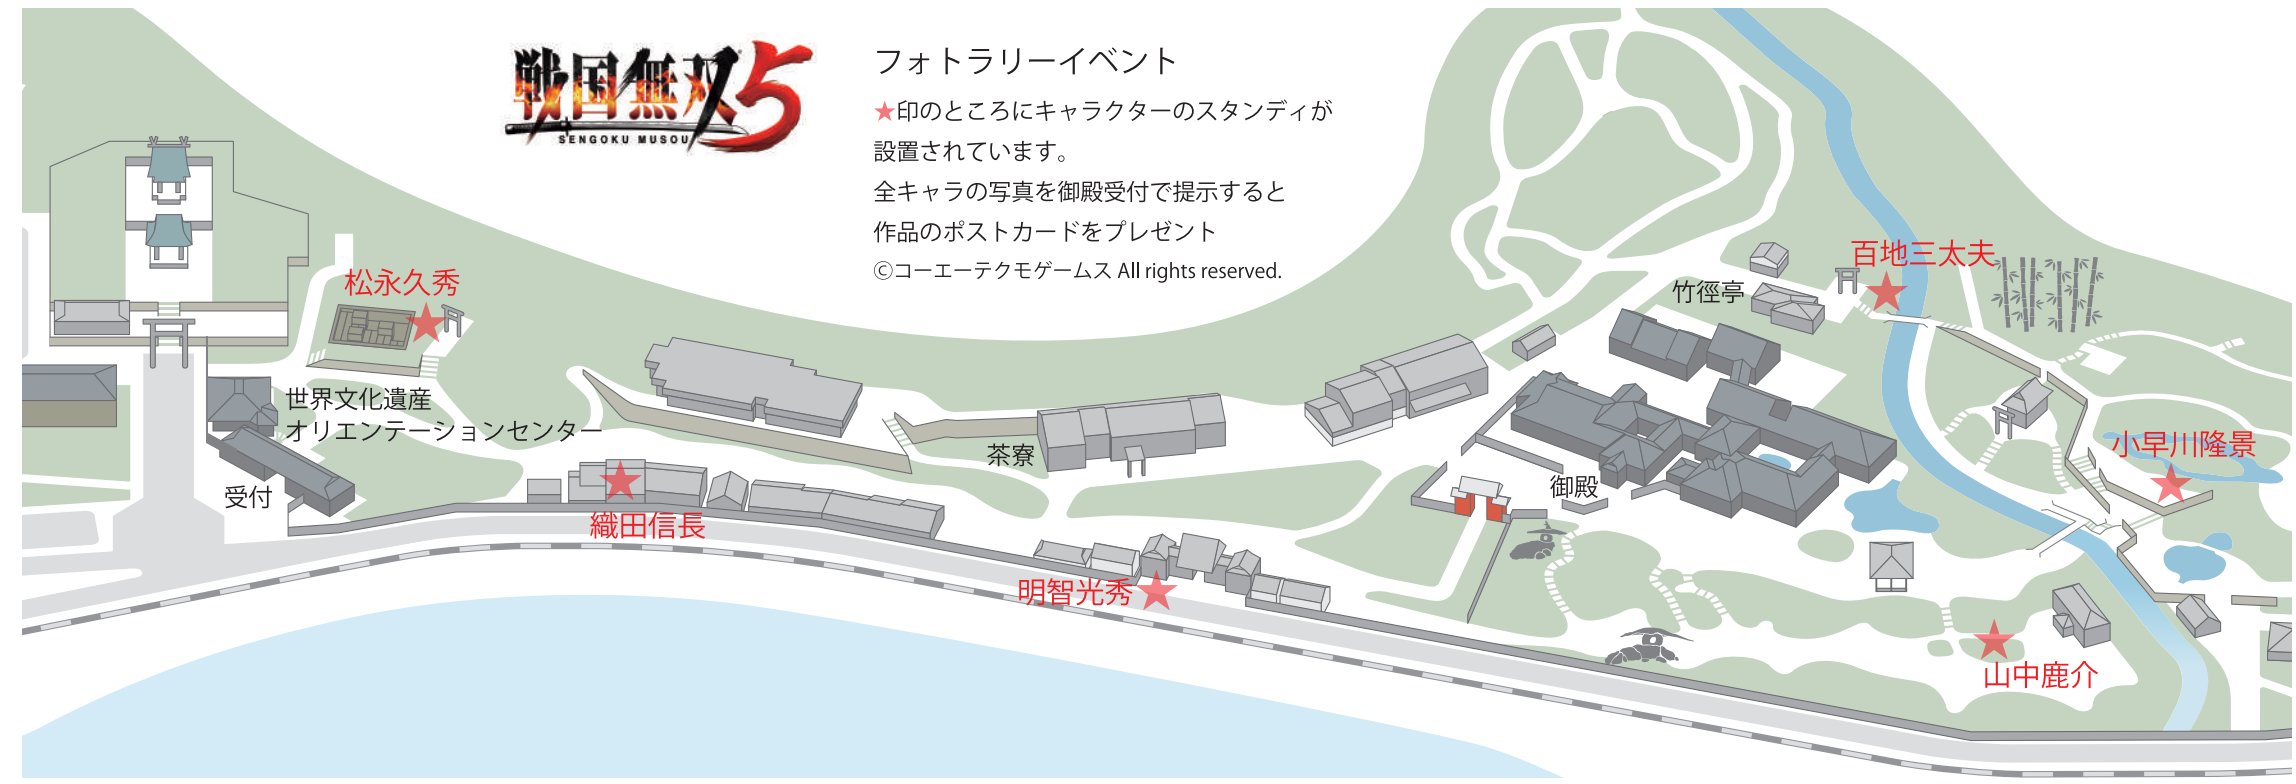 戦国無双5
SENGOKU MUSOU
フォトラリーイベント
★印のところにキャラクターのスタンディが
設置されています。
全キャラの写真を御殿受付で提示すると
作品のポストカードをプレゼント
©コーエーテクモゲームス All rights reserved.
松永久秀
百地三太夫
竹徑亭
世界文化遺産
オリエンテーションセンター
茶寮
小早川隆景
受付
御殿
織田信長
明智光秀
山中鹿介